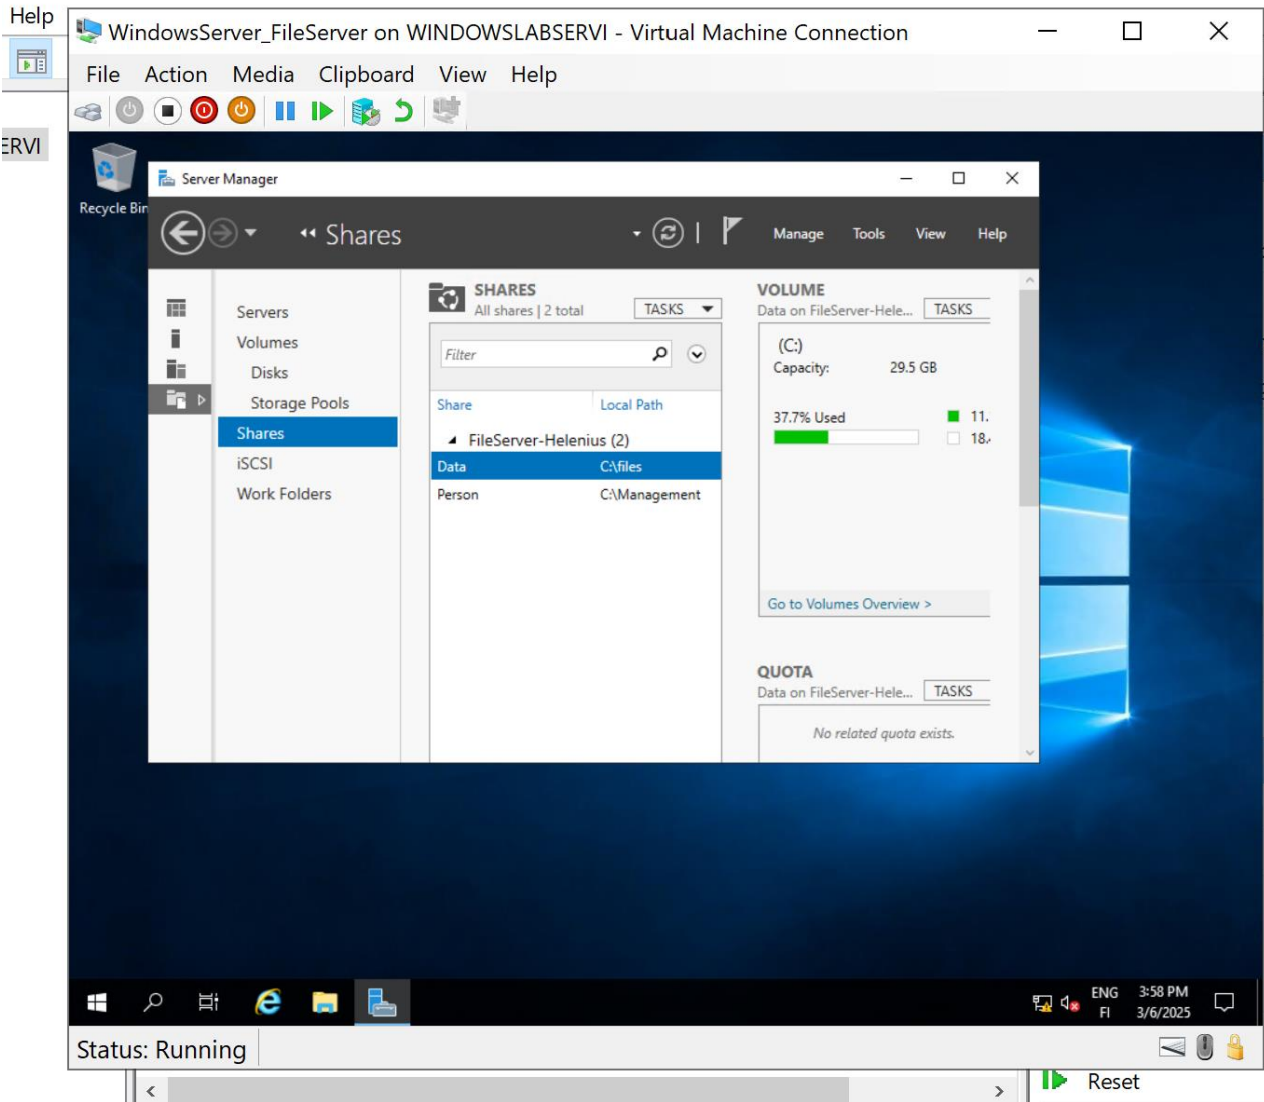 Help
WindowsServer_FileServer on WINDOWSLABSERVI - Virtual Machine Connection
File Action Media Clipboard View Help
ERVI
Recycle Bin
Server Manager
Shares
Manage Tools View Help
Servers
Volumes
Disks
Storage Pools
Shares
iSCSI
Work Folders
SHARES
All shares | 2 total
TASKS
Filter
Share Local Path
FileServer-Helenius (2)
Data C:\files
Person C:\Management
VOLUME
Data on FileServer-Hele... TASKS
(C:)
Capacity: 29.5 GB
37.7% Used
11.
18.
Go to Volumes Overview >
QUOTA
Data on FileServer-Hele... TASKS
No related quota exists.
ENG
FI
3:58 PM
3/6/2025
Status: Running
Reset